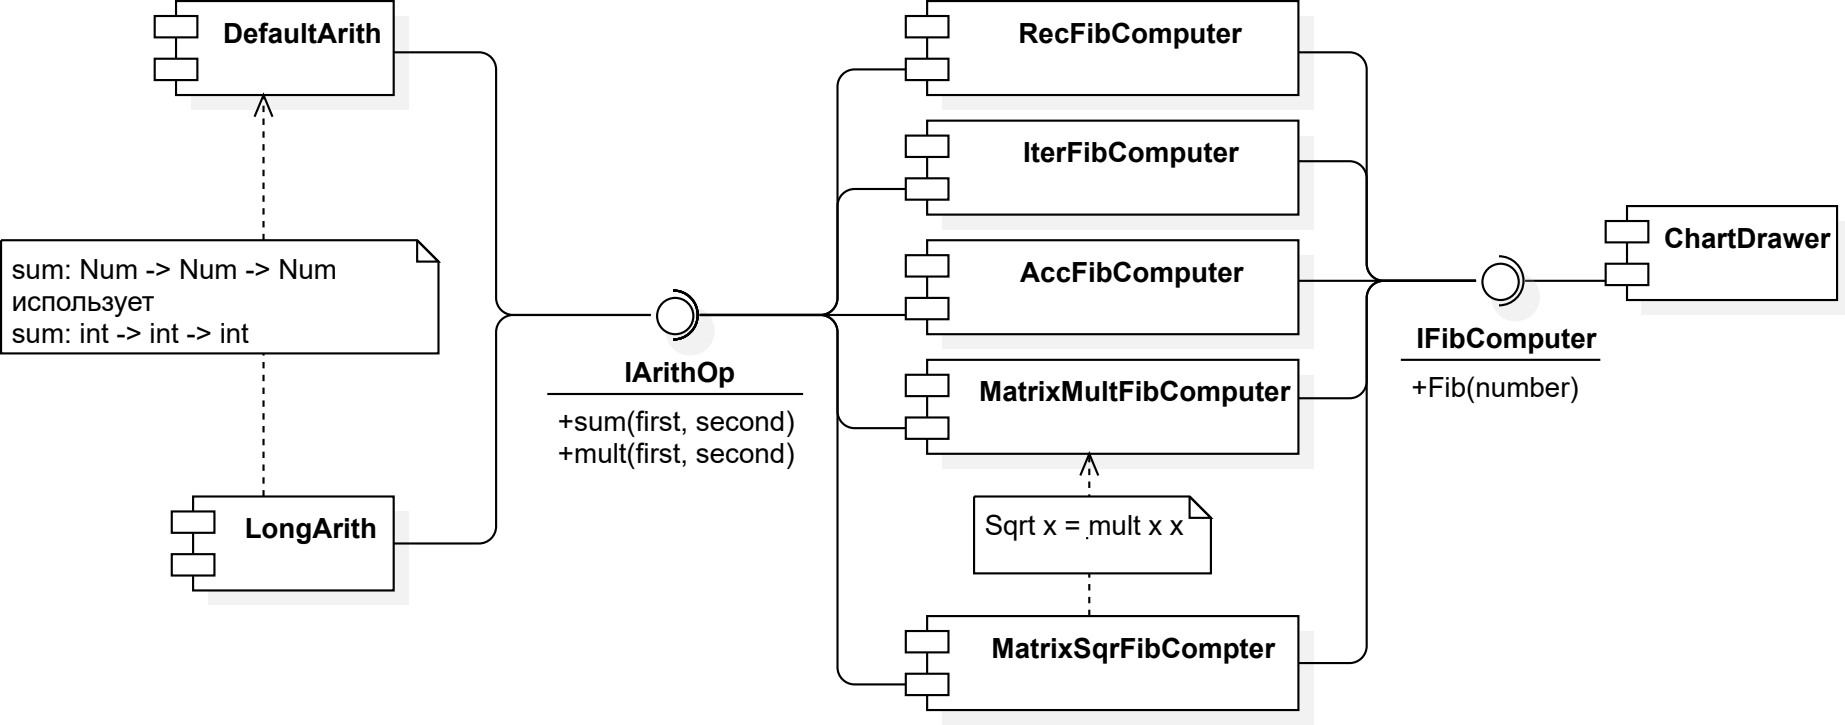 DefaultArith
sum: Num -> Num -> Num
использует
sum: int -> int -> int
LongArith
IArithOp
+sum(first, second)
+mult(first, second)
RecFibComputer
IterFibComputer
AccFibComputer
MatrixMultFibComputer
Sqrt x = mult x x
MatrixSqrFibCompter
IFibComputer
+Fib(number)
ChartDrawer